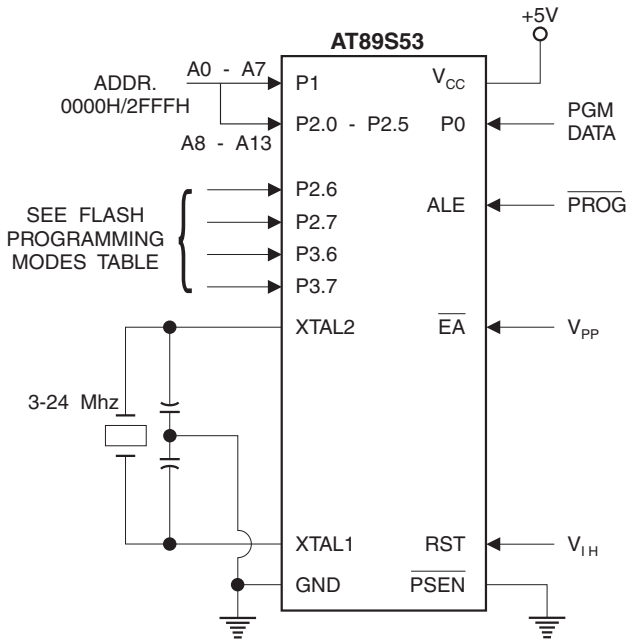 +5V
AT89S53
A0 - A7
ADDR.
0000H/2FFFH
P1
VCC
A8 - A13
P2.0 - P2.5
P0
PGM
DATA
P2.6
SEE FLASH
PROGRAMMING
MODES TABLE
P2.7
P3.6
P3.7
ALE
PROG
XTAL2
EA
VPP
3-24 Mhz
XTAL1
RST
VIH
GND
PSEN